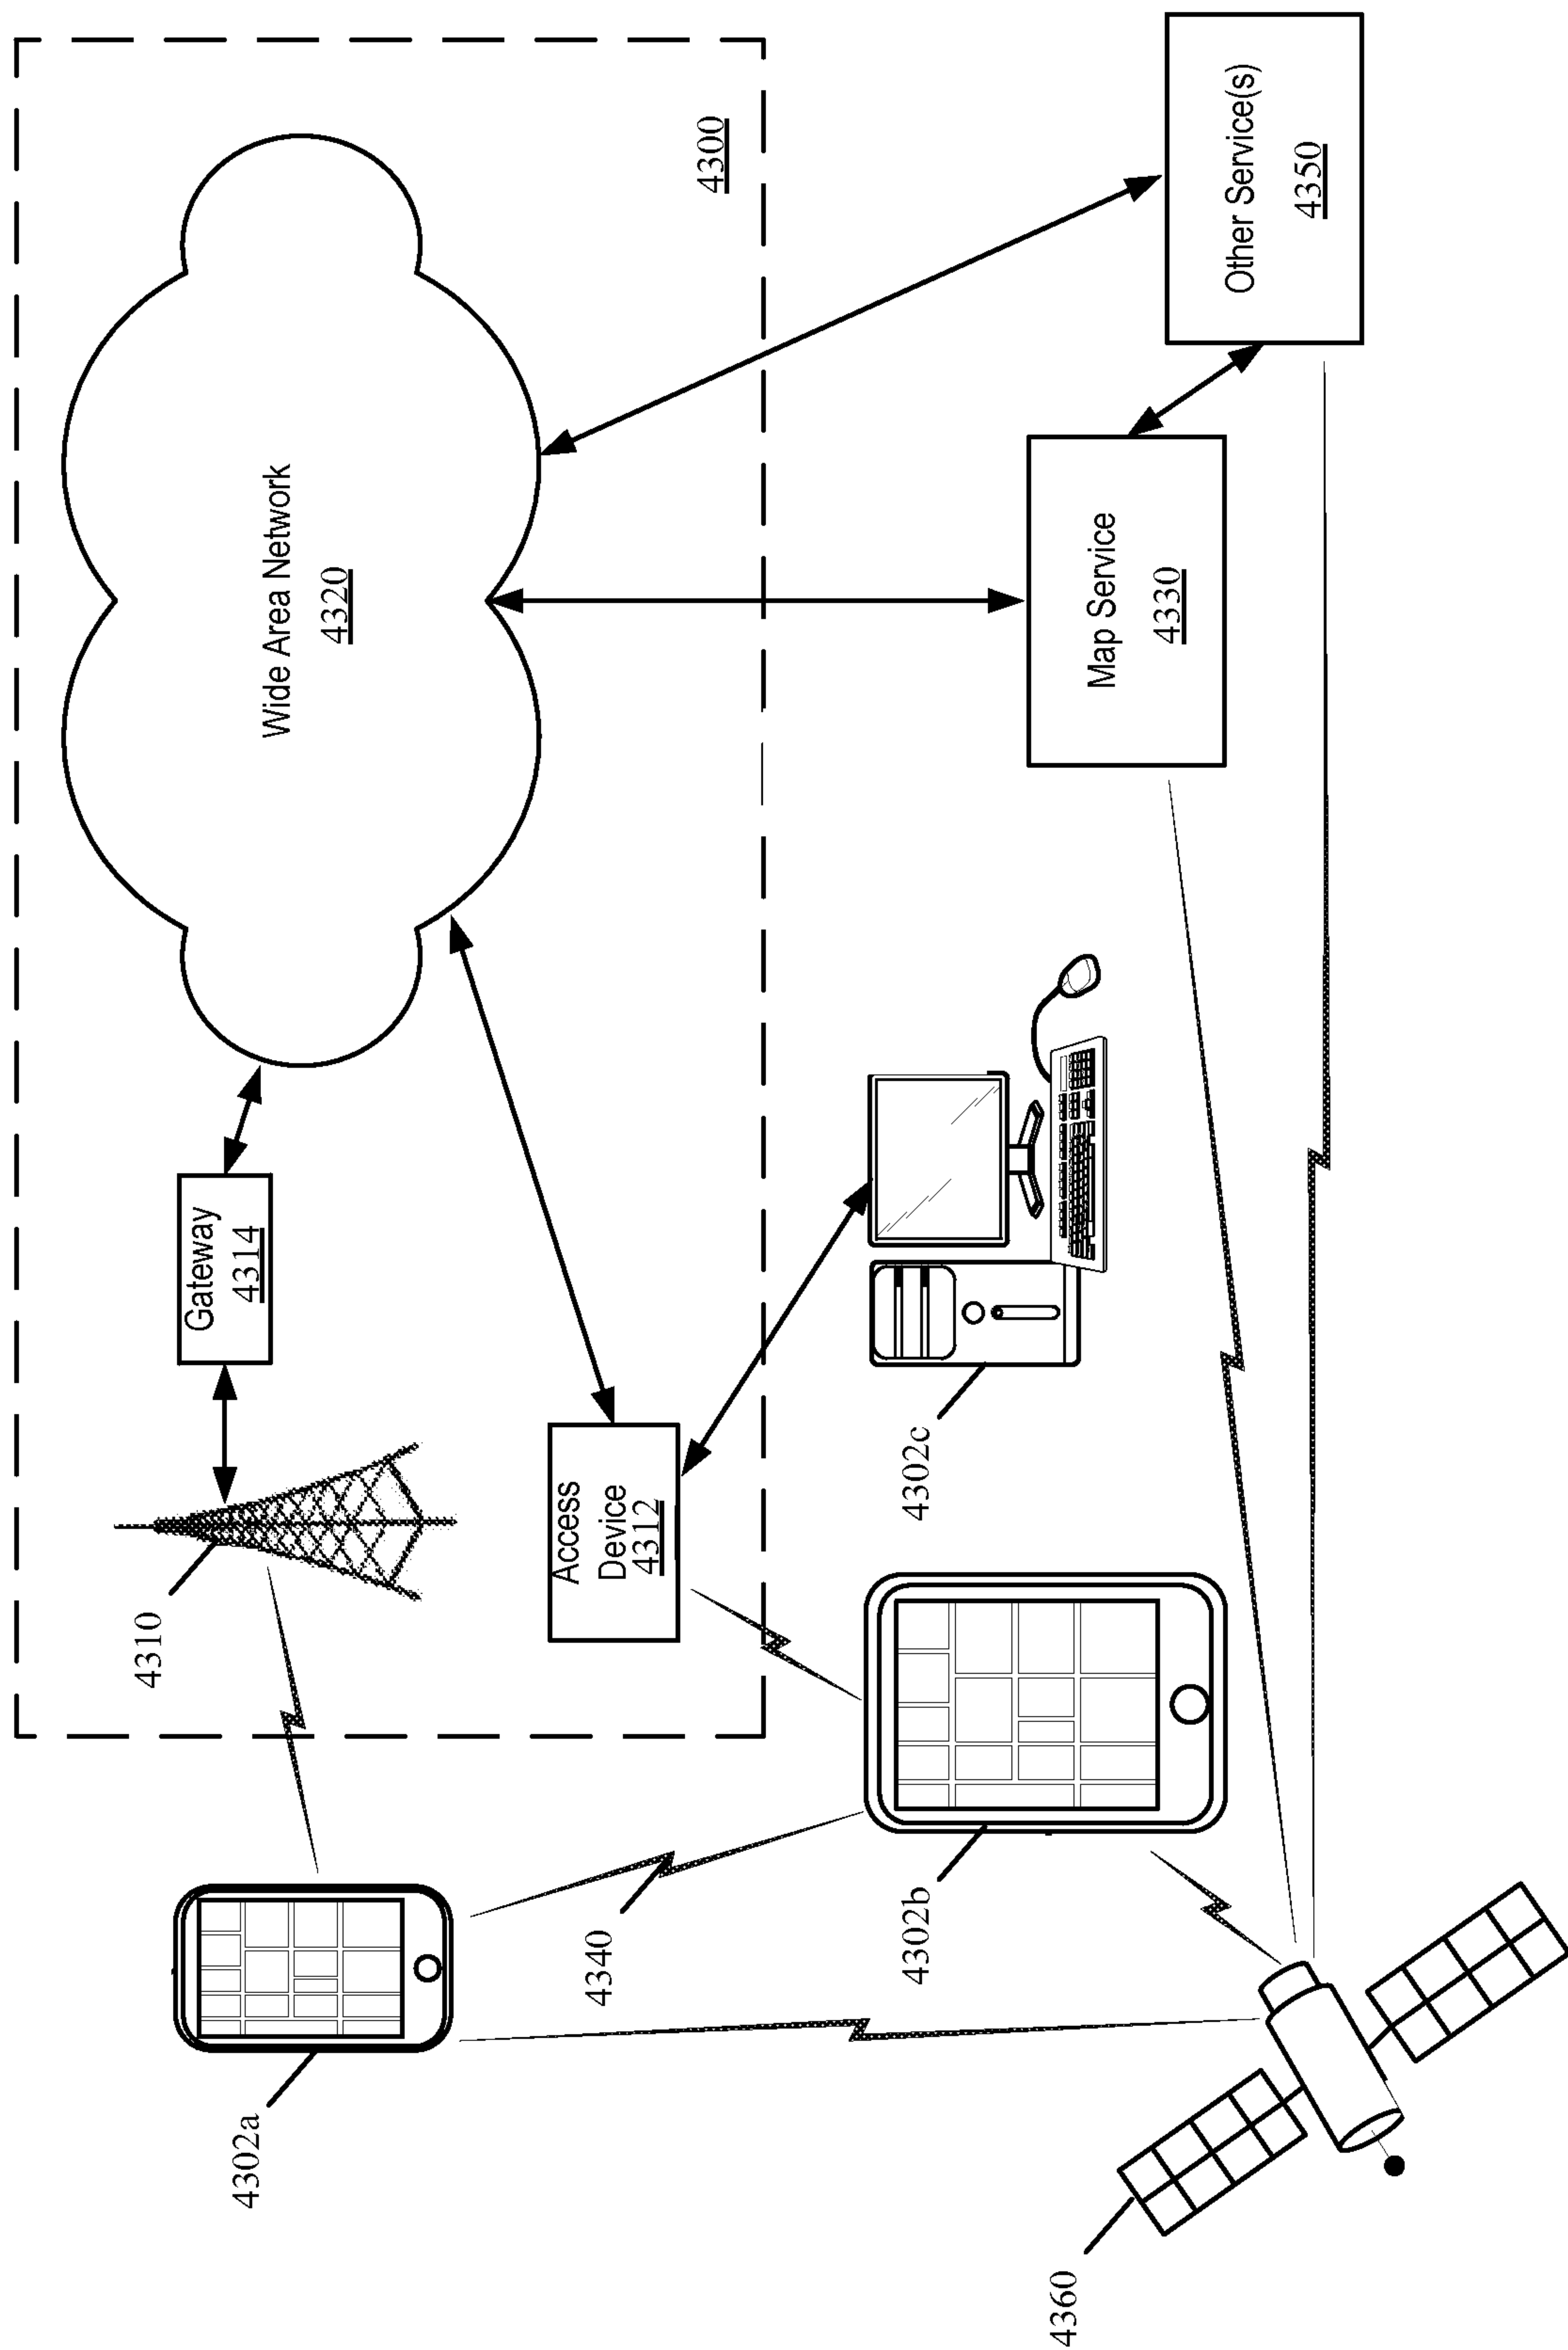 4302a
4310
Gateway
4314
Wide Area Network
4320
4300
Access
Device
4312
4340
4302b
4302c
Map Service
4330
Other Service(s)
4350
4360